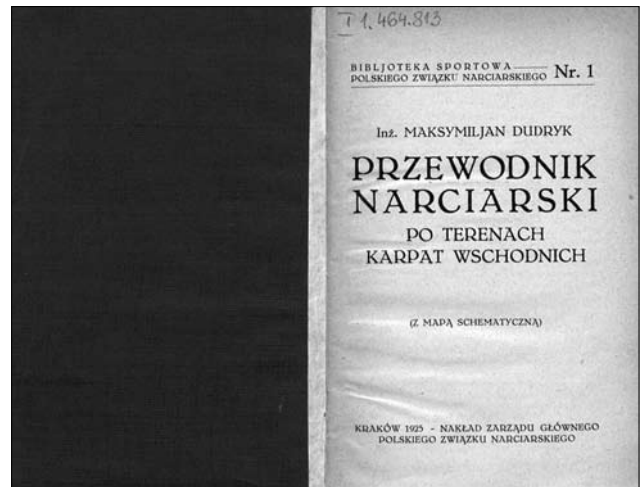 I 1.464.813
BIBLJOTEKA SPORTOWA
POLSKIEGO ZWIĄZKU NARCIARSKIEGO Nr. 1
Inż. MAKSYMILJAN DUDRYK
PRZEWODNIK
NARCIARSKI
PO TERENACH
KARPAT WSCHODNICH
(Z MAPĄ SCHEMATYCZNĄ)
KRAKÓW 1925 - NAKŁAD ZARZĄDU GŁÓWNEGO
POLSKIEGO ZWIĄZKU NARCIARSKIEGO